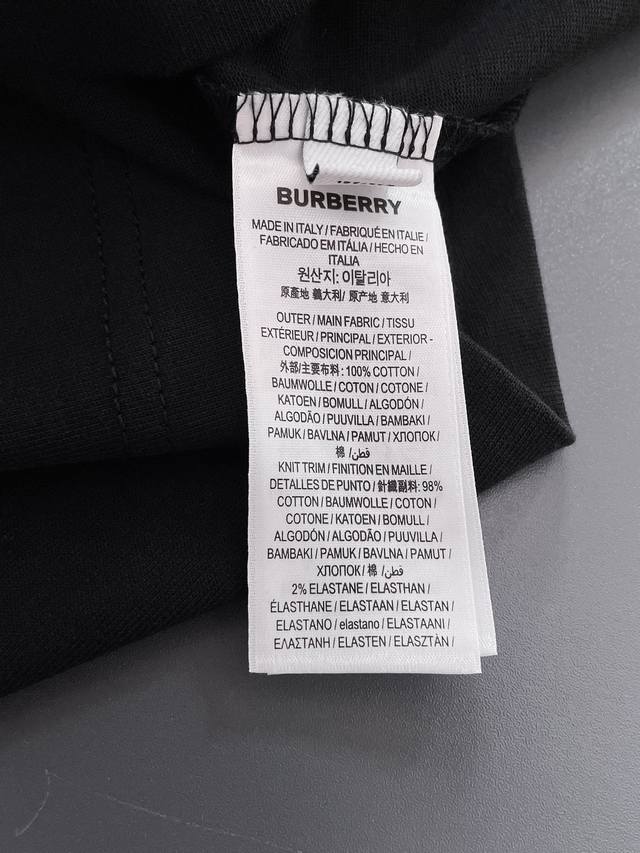 BURBERRY
MADE IN ITALY / FABRIQUÉ EN ITALIE /
FABRICADO EM ITÁLIA / HECHO EN
ITALIA
원산지: 이탈리아
原產地 義大利/ 原产地 意大利
OUTER / MAIN FABRIC / TISSU
EXTÉRIEUR / PRINCIPAL / EXTERIOR -
COMPOSICION PRINCIPAL /
外部/主要布料: 100% COTTON /
BAUMWOLLE / COTON / COTONE /
KATOEN / BOMULL / ALGODÓN /
ALGODÃO / PUUVILLA / BAMBAKI /
PAMUK / BAVLNA / PAMUT / ХЛОПОК /
棉 / قطن
KNIT TRIM / FINITION EN MAILLE /
DETALLES DE PUNTO / 針織副料: 98%
COTTON / BAUMWOLLE / COTON /
COTONE / KATOEN / BOMULL /
ALGODÓN / ALGODÃO / PUUVILLA /
BAMBAKI / PAMUK / BAVLNA / PAMUT /
ХЛОПОК / 棉 / قطن
2% ELASTANE / ELASTHAN /
ÉLASTHANE / ELASTAAN / ELASTAN /
ELASTANO / elastano / ELASTAANI /
ΕΛΑΣΤΑΝΗ / ELASTEN / ELASZTÀN /